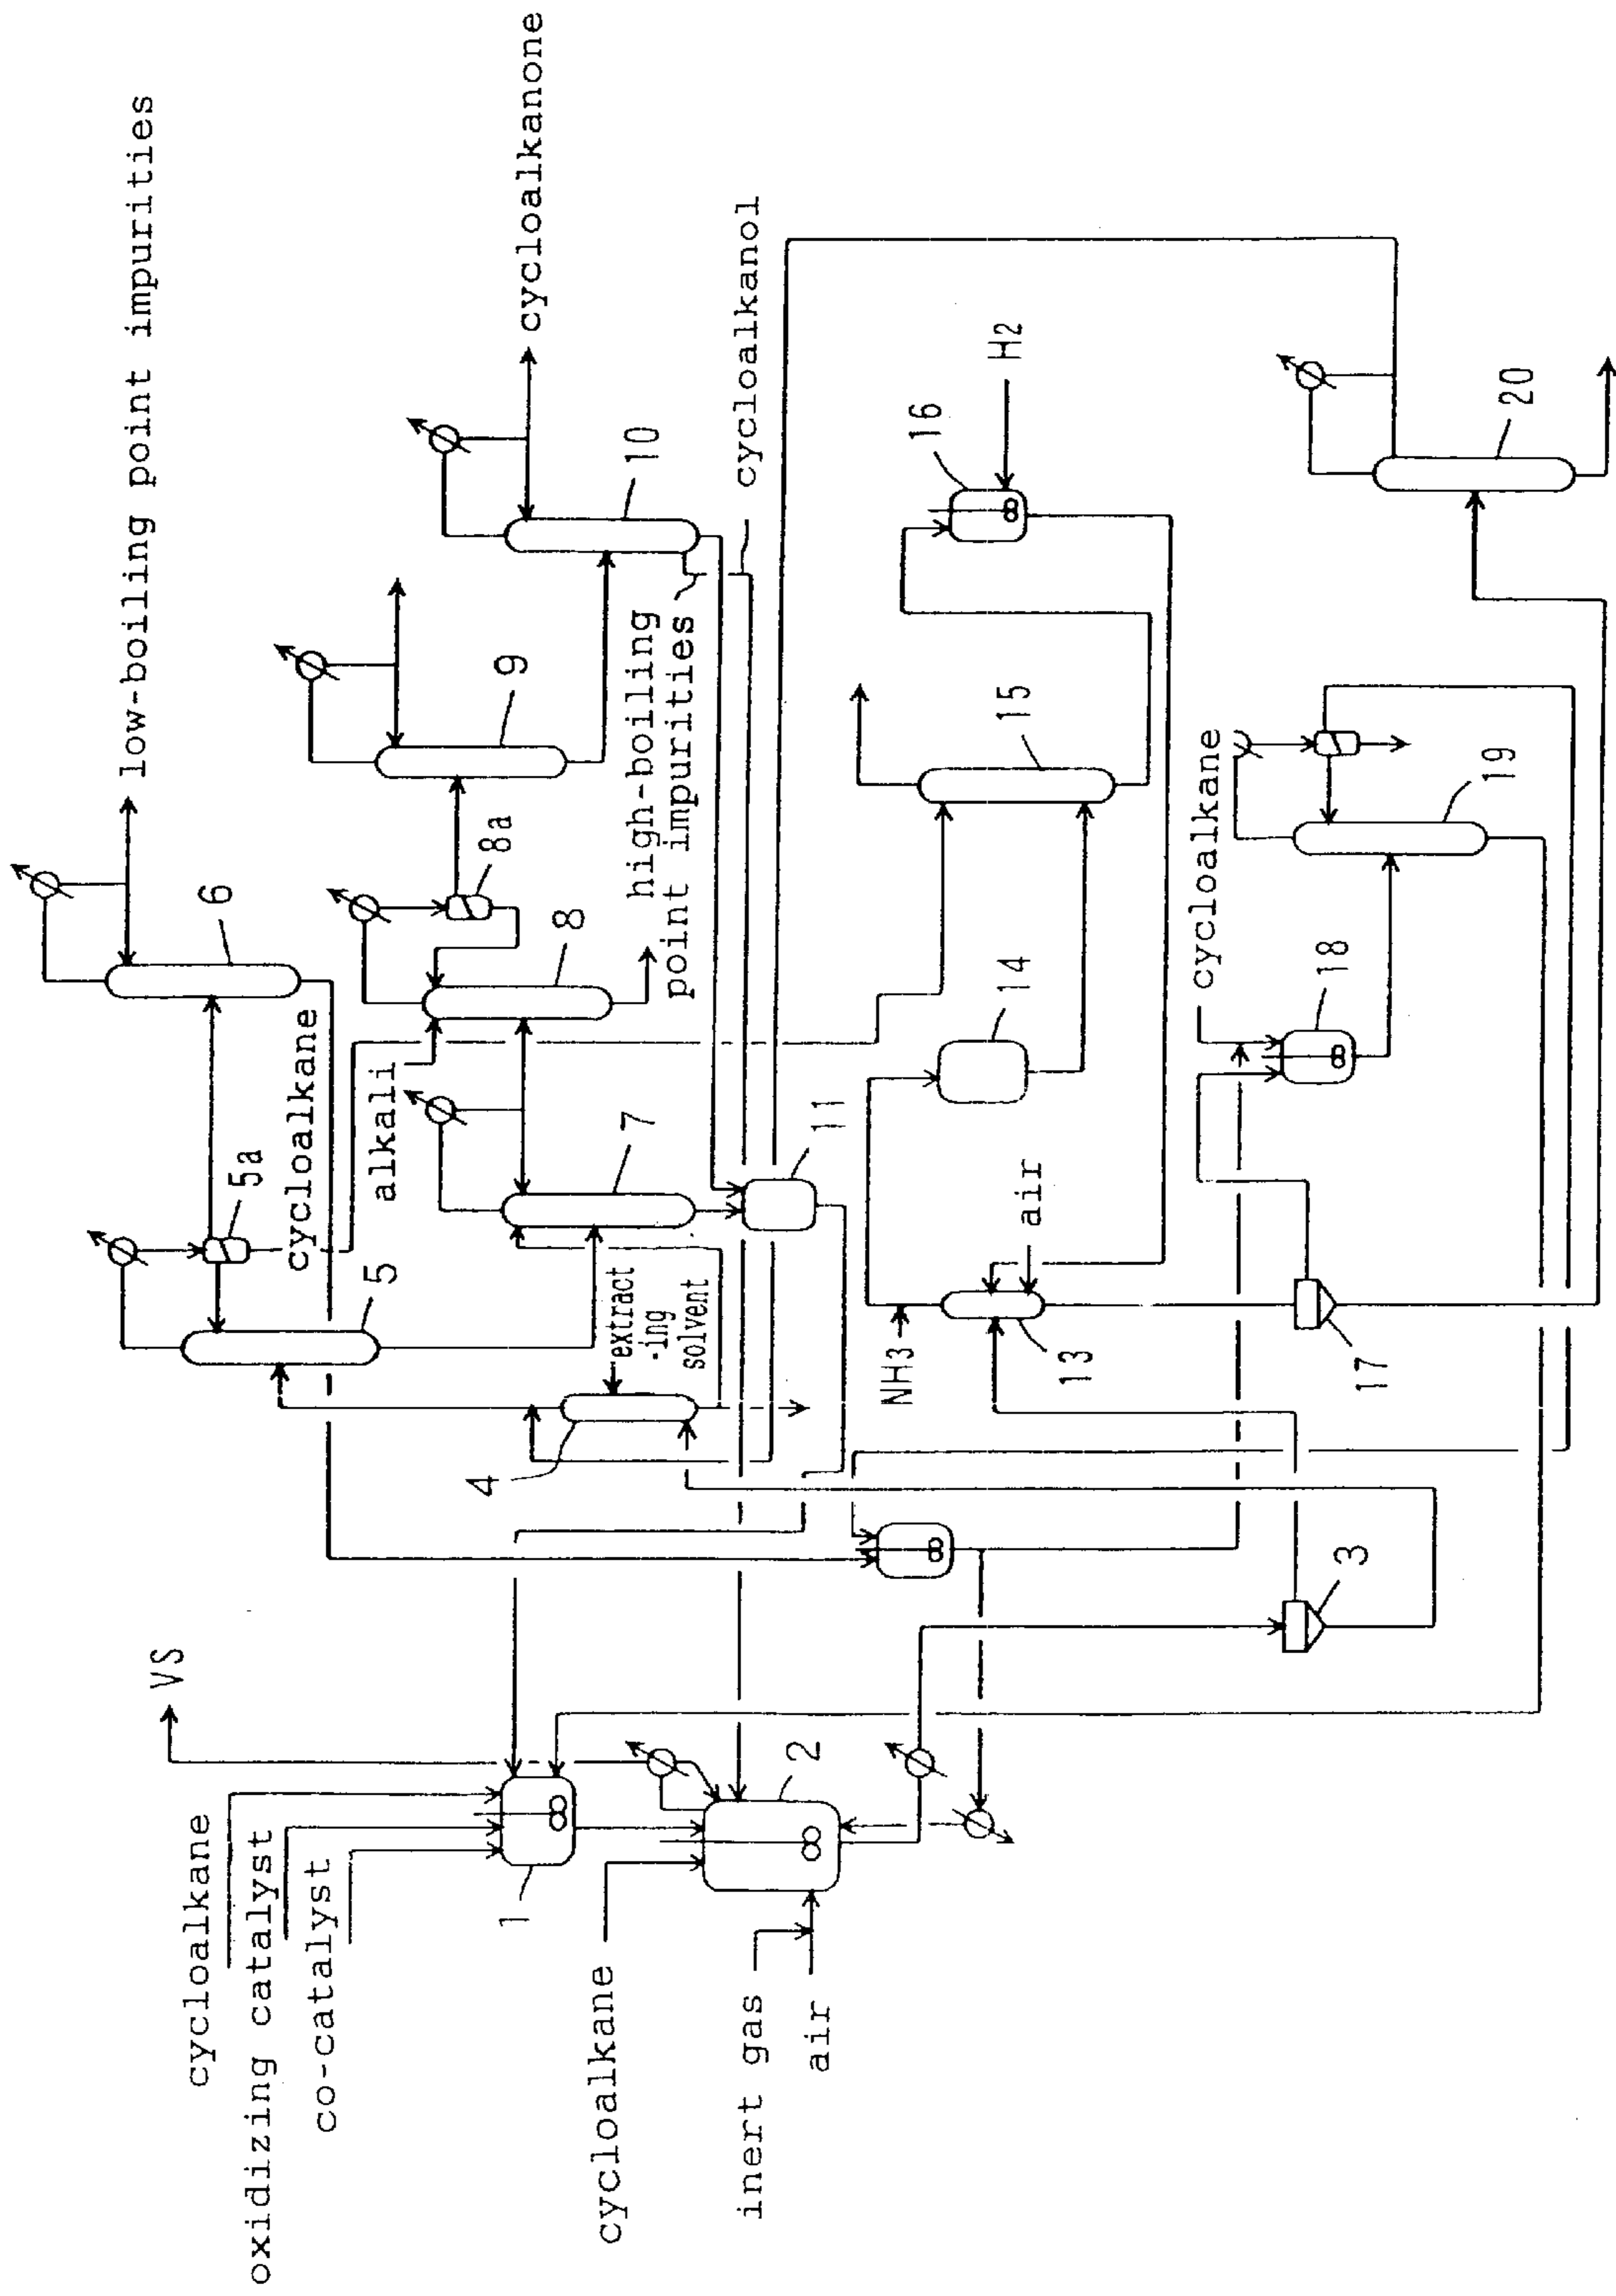 low-boiling point impurities
6
cycloalkane
5a
5
cycloalkanone
10
9
8a
8
high-boiling
point impurities
alkali
7
cycloalkanol
11
extract
-ing
solvent
4
VS
cycloalkane
oxidizing catalyst
co-catalyst
1
2
cycloalkane
inert gas
air
H2
16
15
14
air
NH3
13
20
cycloalkane
19
18
17
3